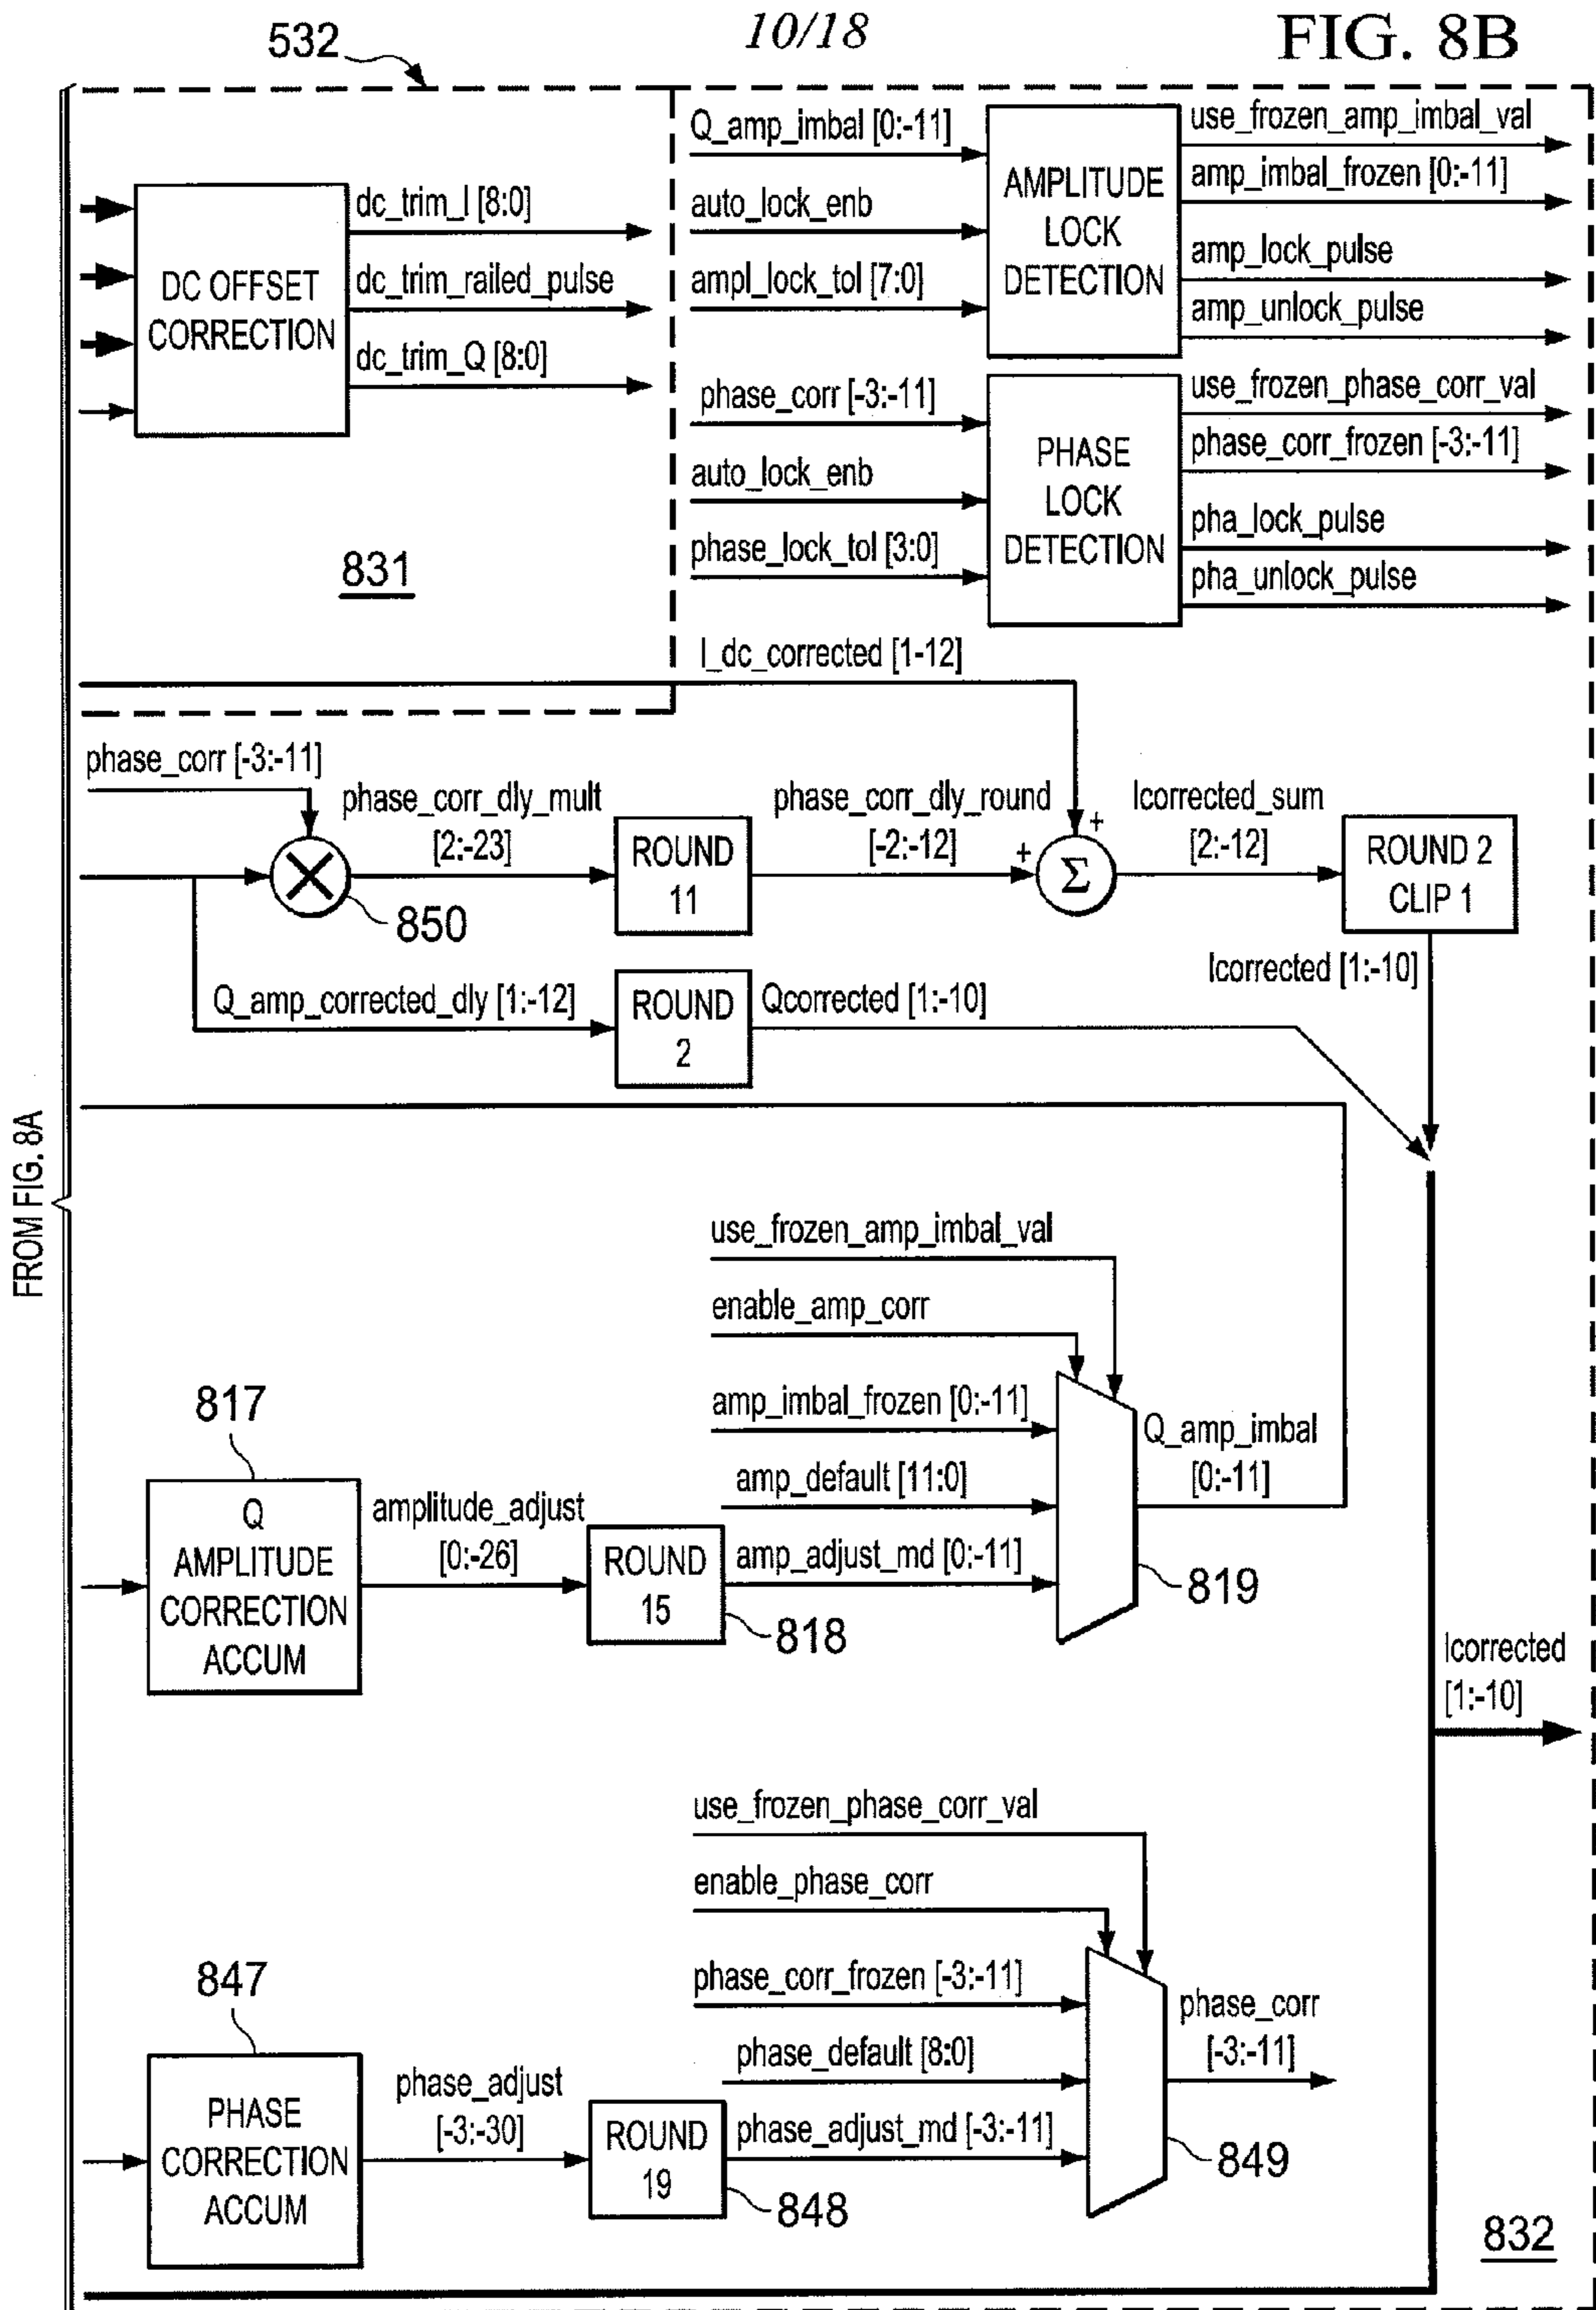 10/18
FIG. 8B
532
DC OFFSET
CORRECTION
dc_trim_I [8:0]
dc_trim_railed_pulse
dc_trim_Q [8:0]
831
Q_amp_imbal [0:-11]
auto_lock_enb
ampl_lock_tol [7:0]
AMPLITUDE
LOCK
DETECTION
use_frozen_amp_imbal_val
amp_imbal_frozen [0:-11]
amp_lock_pulse
amp_unlock_pulse
phase_corr [-3:-11]
auto_lock_enb
phase_lock_tol [3:0]
PHASE
LOCK
DETECTION
use_frozen_phase_corr_val
phase_corr_frozen [-3:-11]
pha_lock_pulse
pha_unlock_pulse
I_dc_corrected [1-12]
phase_corr [-3:-11]
850
phase_corr_dly_mult
[2:-23]
ROUND
11
phase_corr_dly_round
[-2:-12]
+
+
Σ
Icorrected_sum
[2:-12]
ROUND 2
CLIP 1
Icorrected [1:-10]
Q_amp_corrected_dly [1:-12]
ROUND
2
Qcorrected [1:-10]
FROM FIG. 8A
use_frozen_amp_imbal_val
enable_amp_corr
amp_imbal_frozen [0:-11]
amp_default [11:0]
amp_adjust_md [0:-11]
817
Q
AMPLITUDE
CORRECTION
ACCUM
amplitude_adjust
[0:-26]
ROUND
15
818
819
Q_amp_imbal
[0:-11]
Icorrected
[1:-10]
use_frozen_phase_corr_val
enable_phase_corr
phase_corr_frozen [-3:-11]
phase_default [8:0]
phase_adjust_md [-3:-11]
847
PHASE
CORRECTION
ACCUM
phase_adjust
[-3:-30]
ROUND
19
848
849
phase_corr
[-3:-11]
832